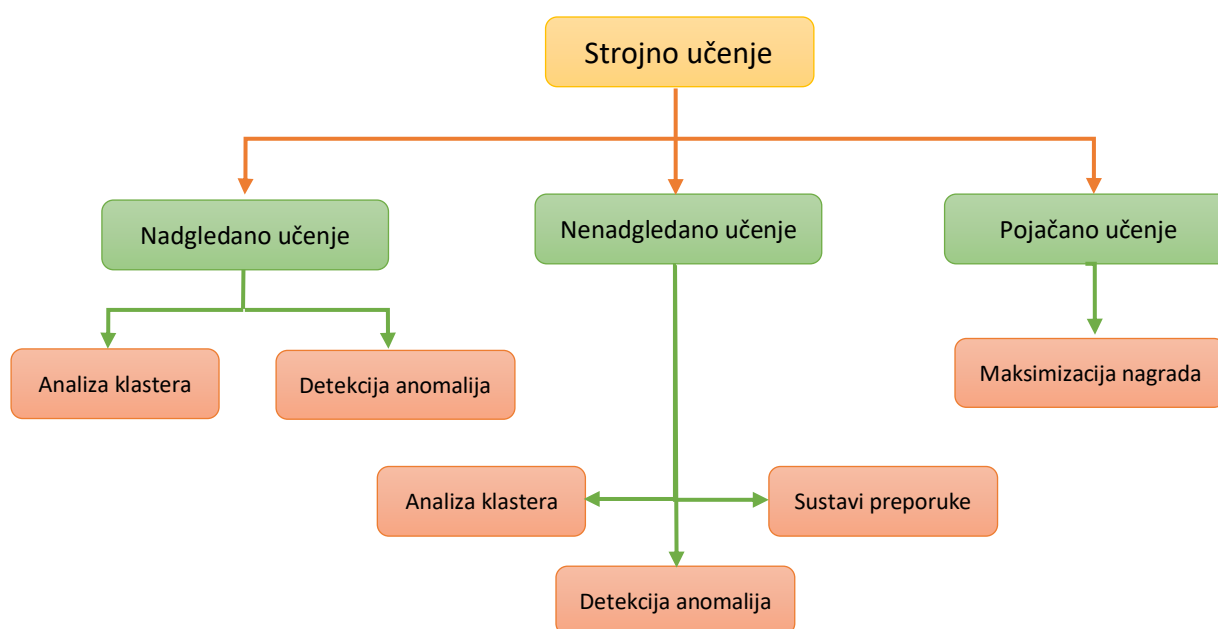 Strojno učenje
Nadgledano učenje
Nenadgledano učenje
Pojačano učenje
Analiza klastera
Detekcija anomalija
Maksimizacija nagrada
Analiza klastera
Sustavi preporuke
Detekcija anomalija